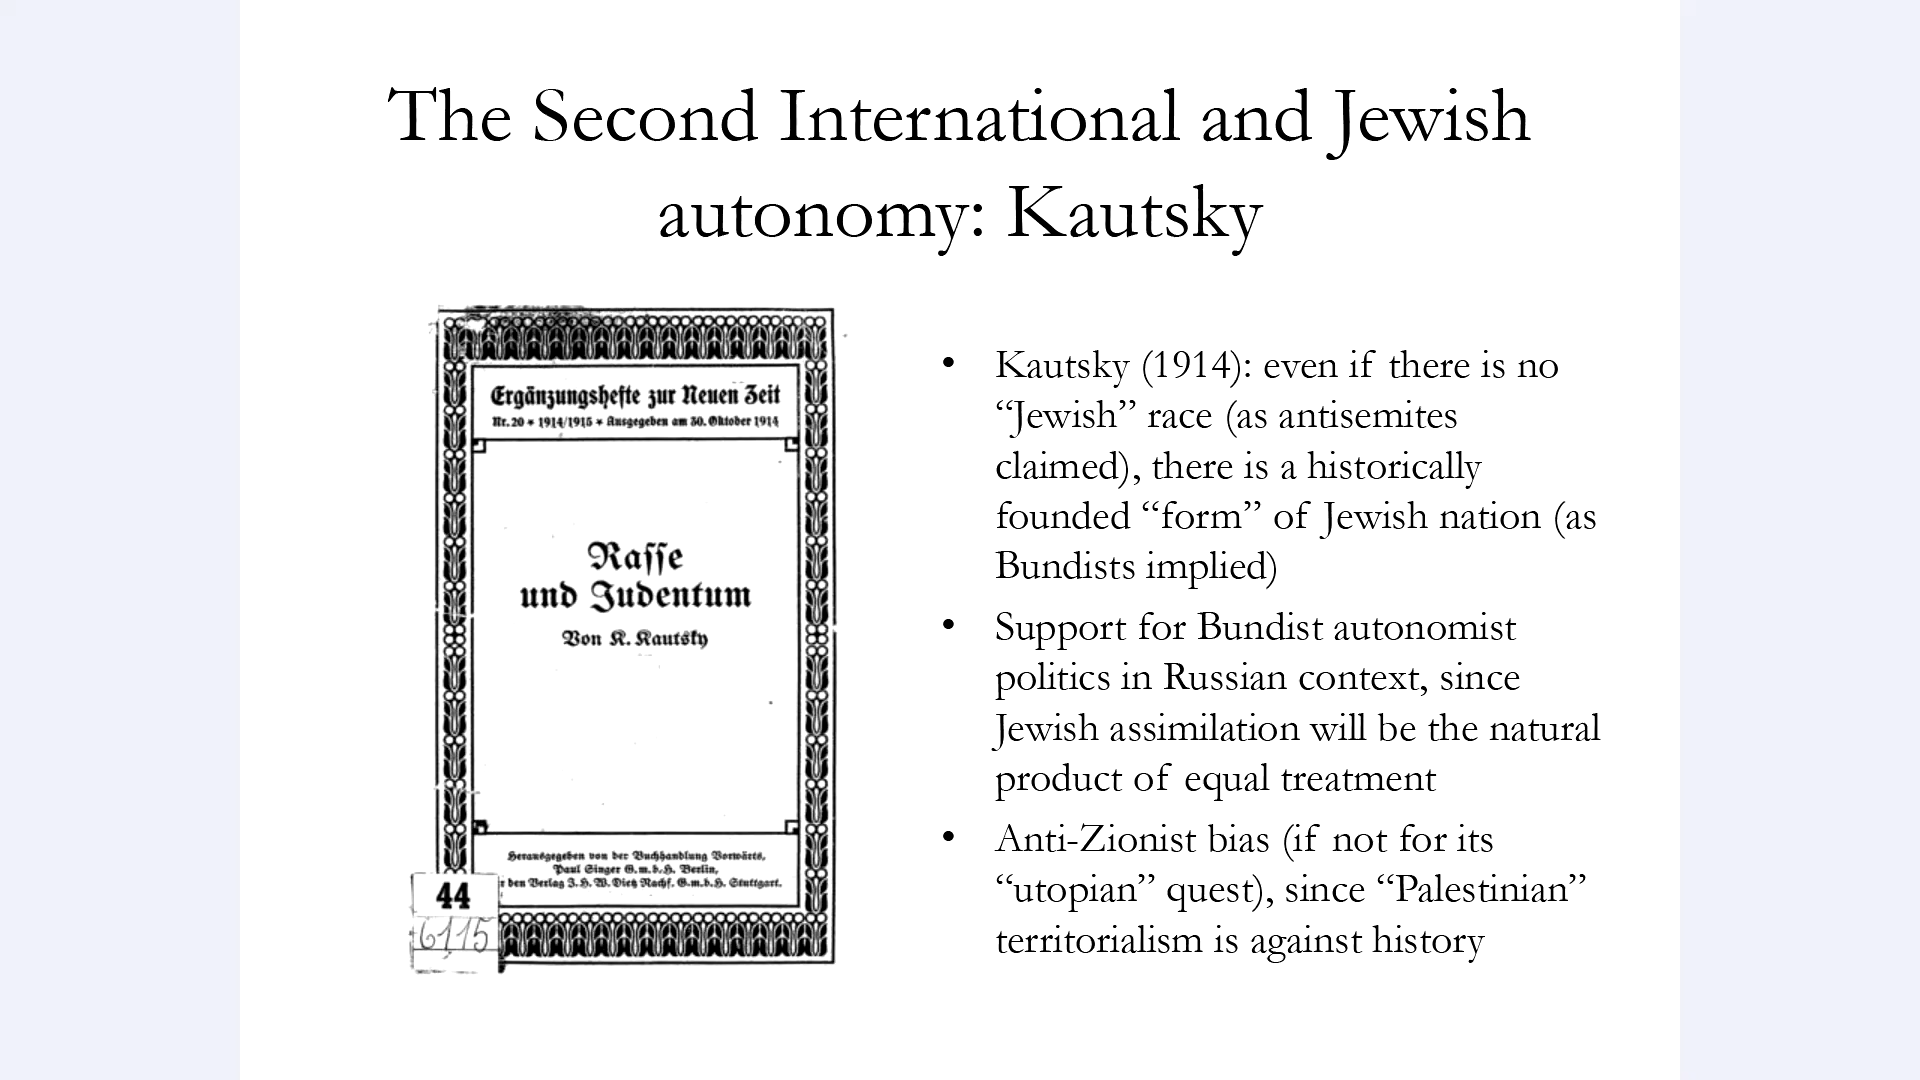 The Second International and Jewish
autonomy: Kautsky
Ergänzungshefte zur Neuen Zeit
Nr. 20 * 1914/1915 * Ausgegeben am 30. Oktober 1914
Rasse
und Judentum
Von K. Kautsky
Herausgegeben von der Buchhandlung Vorwärts,
Paul Singer G.m.b.H. Berlin,
r den Verlag J.H.W. Dietz Nachf. G.m.b.H. Stuttgart.
44
6115
• Kautsky (1914): even if there is no
“Jewish” race (as antisemites
claimed), there is a historically
founded “form” of Jewish nation (as
Bundists implied)
• Support for Bundist autonomist
politics in Russian context, since
Jewish assimilation will be the natural
product of equal treatment
• Anti-Zionist bias (if not for its
“utopian” quest), since “Palestinian”
territorialism is against history